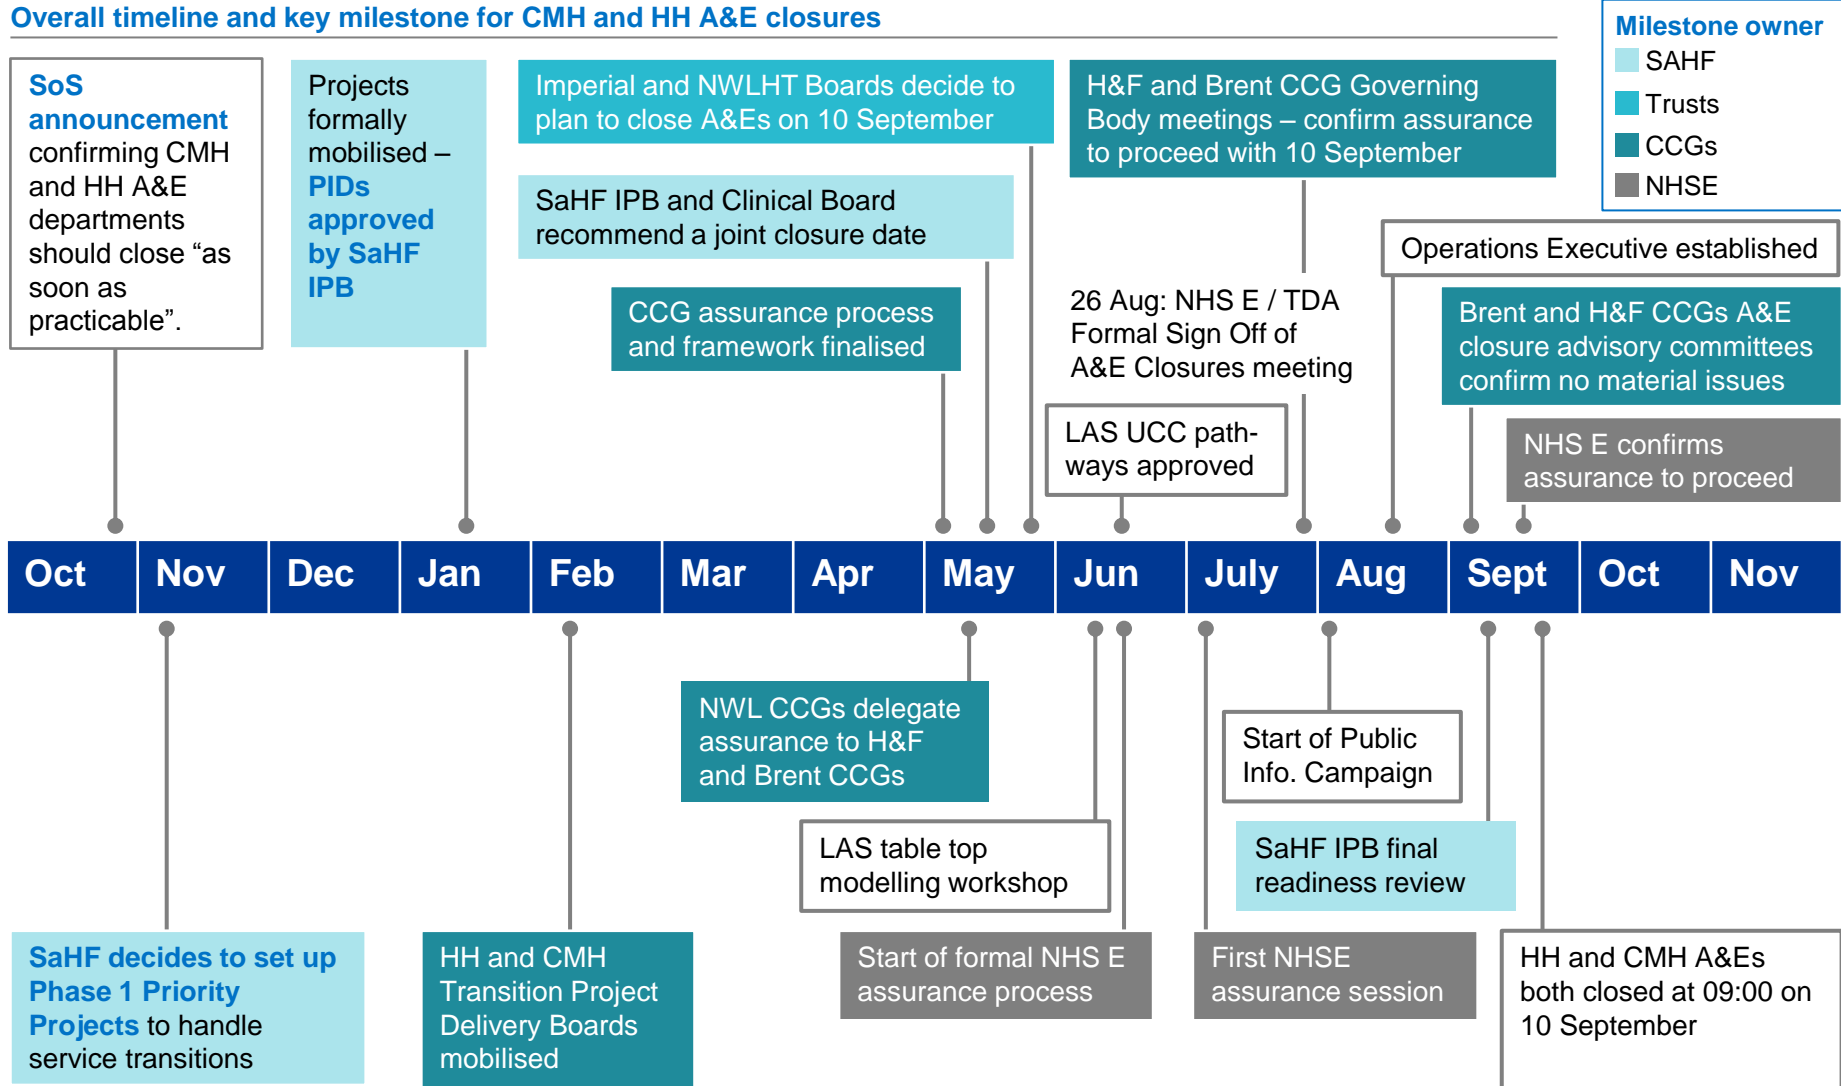 Overall timeline and key milestone for CMH and HH A&E closures
Milestone owner
SAHF
Trusts
CCGs
NHSE
SoS
announcement
confirming CMH
and HH A&E
departments
should close “as
soon as
practicable”.
Projects
formally
mobilised –
PIDs
approved
by SaHF
IPB
Imperial and NWLHT Boards decide to
plan to close A&Es on 10 September
SaHF IPB and Clinical Board
recommend a joint closure date
CCG assurance process
and framework finalised
H&F and Brent CCG Governing
Body meetings – confirm assurance
to proceed with 10 September
26 Aug: NHS E / TDA
Formal Sign Off of
A&E Closures meeting
LAS UCC path-
ways approved
Operations Executive established
Brent and H&F CCGs A&E
closure advisory committees
confirm no material issues
NHS E confirms
assurance to proceed
Oct Nov Dec Jan Feb Mar Apr May Jun July Aug Sept Oct Nov
SaHF decides to set up
Phase 1 Priority
Projects to handle
service transitions
HH and CMH
Transition Project
Delivery Boards
mobilised
NWL CCGs delegate
assurance to H&F
and Brent CCGs
LAS table top
modelling workshop
Start of formal NHS E
assurance process
First NHSE
assurance session
Start of Public
Info. Campaign
SaHF IPB final
readiness review
HH and CMH A&Es
both closed at 09:00 on
10 September